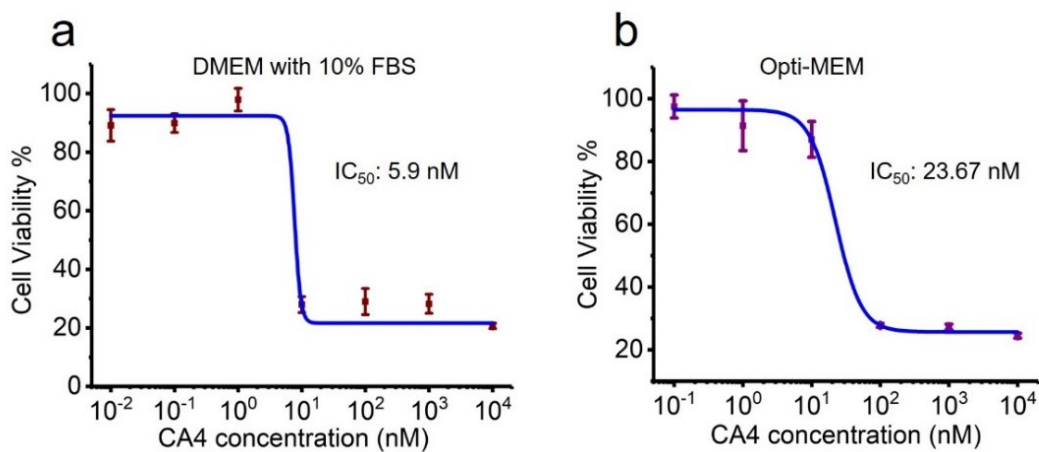 a
DMEM with 10% FBS
100
80
60
40
20
0
Cell Viability %
IC₅₀: 5.9 nM
10⁻² 10⁻¹ 10⁰ 10¹ 10² 10³ 10⁴
CA4 concentration (nM)
b
Opti-MEM
100
80
60
40
20
Cell Viability %
IC₅₀: 23.67 nM
10⁻¹ 10⁰ 10¹ 10² 10³ 10⁴
CA4 concentration (nM)